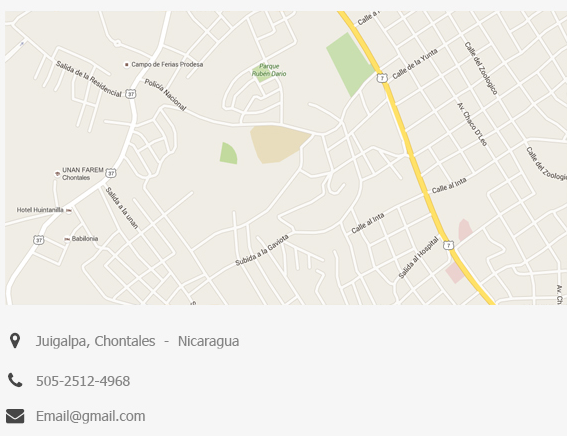 Calle a
Campo de Ferias Prodesa
Salida de la Residencial
37
Policía Nacional
Parque
Rubén Darío
7
Calle de la Yunta
Calle del Zoologico
Av. Chaco D'Leo
Calle del Zoologic
UNAN FAREM
Chontales
37
Hotel Huintanilla
Salida a la unan
37
Babilonia
Subida a la Gaviota
Calle al Inta
Calle al Inta
7
Salida al Hospital
Av. C
Juigalpa, Chontales - Nicaragua
505-2512-4968
Email@gmail.com